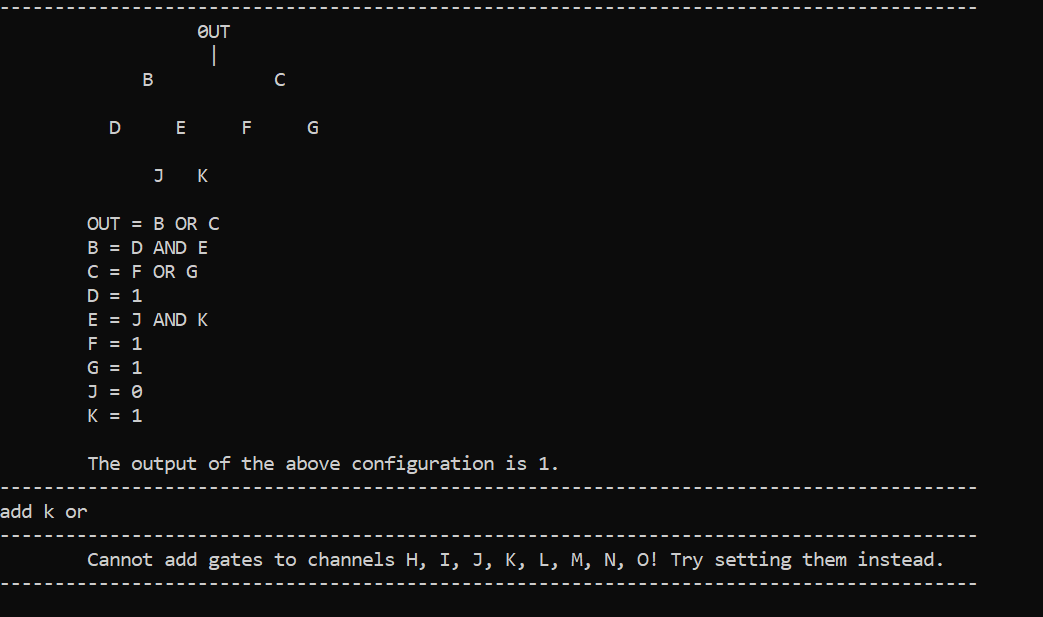 -----------------------------------------------------------------------------------------
OUT
|
B C
D E F G
J K
OUT = B OR C
B = D AND E
C = F OR G
D = 1
E = J AND K
F = 1
G = 1
J = 0
K = 1
The output of the above configuration is 1.
-----------------------------------------------------------------------------------------
add k or
-----------------------------------------------------------------------------------------
Cannot add gates to channels H, I, J, K, L, M, N, O! Try setting them instead.
-----------------------------------------------------------------------------------------